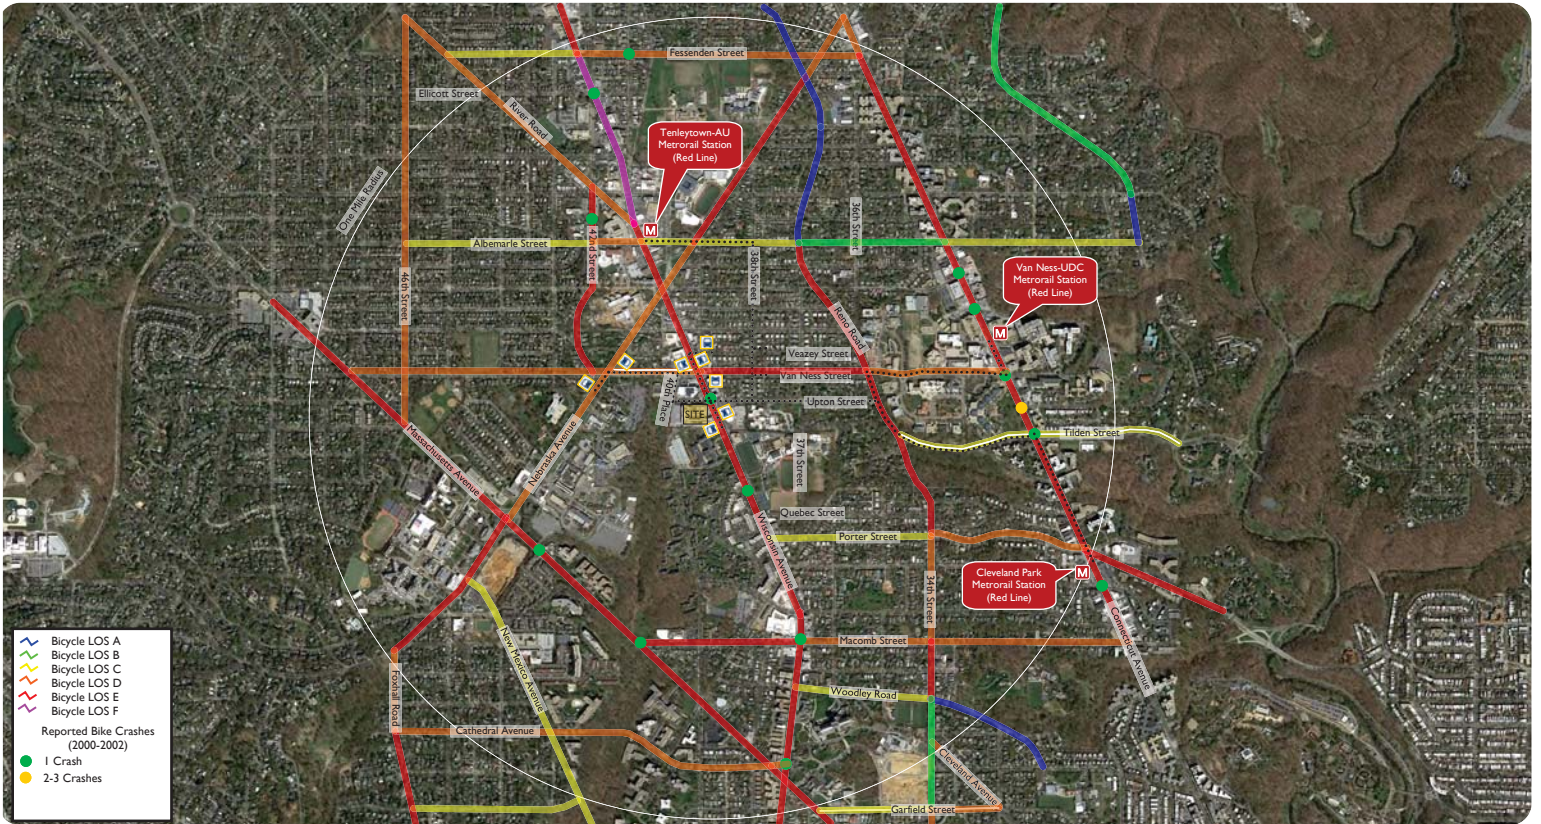 Fessenden Street
Ellicott Street
River Road
Tenleytown-AU
Metrorail Station
(Red Line)
M
One Mile Radius
36th Street
Albemarle Street
42nd Street
38th Street
46th Street
Van Ness-UDC
Metrorail Station
(Red Line)
M
Reno Road
Veazey Street
Van Ness Street
40th Place
Upton Street
SITE
Massachusetts Avenue
Nebraska Avenue
37th Street
Tilden Street
Quebec Street
Wisconsin Avenue
Porter Street
Cleveland Park
Metrorail Station
(Red Line)
M
34th Street
Connecticut Avenue
Macomb Street
New Mexico Avenue
Foxhall Road
Woodley Road
Cathedral Avenue
Cleveland Avenue
Garfield Street
Bicycle LOS A
Bicycle LOS B
Bicycle LOS C
Bicycle LOS D
Bicycle LOS E
Bicycle LOS F
Reported Bike Crashes
(2000-2002)
1 Crash
2-3 Crashes